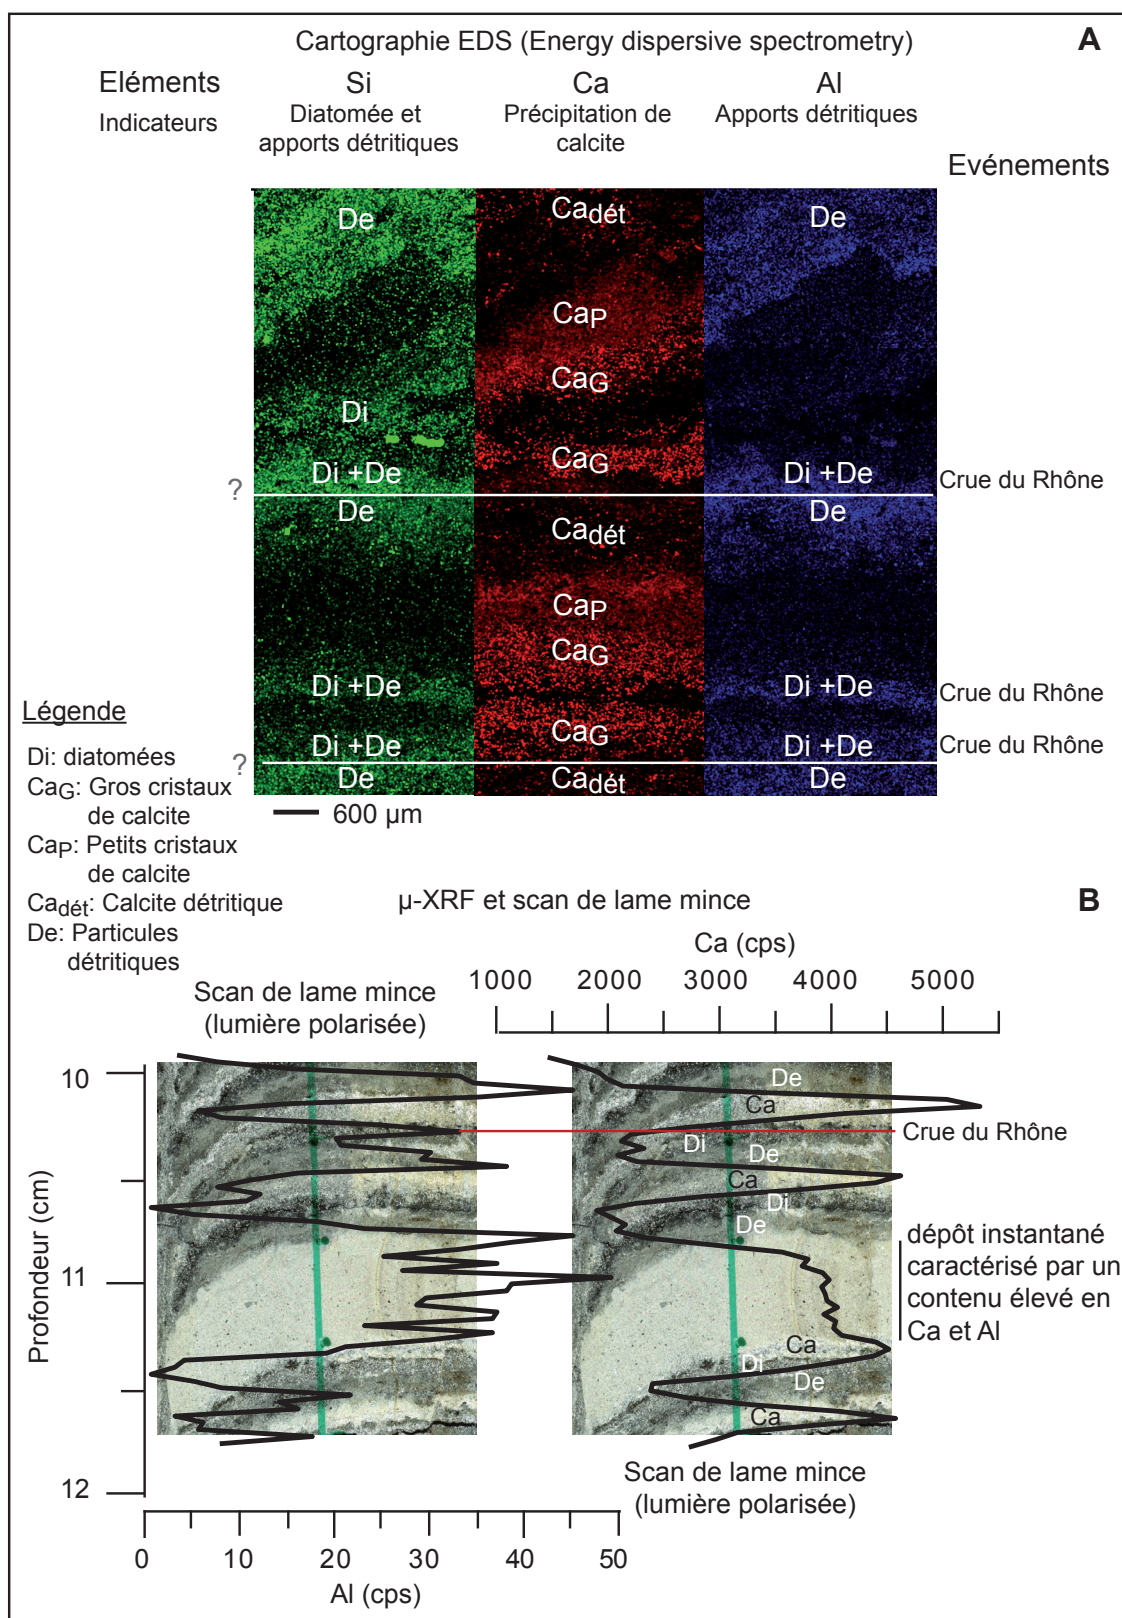 Cartographie EDS (Energy dispersive spectrometry)
A
Eléments
Si
Ca
Al
Indicateurs
Diatomée et
apports détritiques
Précipitation de
calcite
Apports détritiques
Evénements
De
Cadét
De
CaP
CaG
Di
CaG
Di +De
Di +De
Crue du Rhône
?
De
De
Cadét
CaP
CaG
Di +De
Di +De
Crue du Rhône
CaG
Di +De
Di +De
Crue du Rhône
?
De
Cadét
De
600 µm
Légende
Di: diatomées
CaG: Gros cristaux
de calcite
CaP: Petits cristaux
de calcite
Cadét: Calcite détritique
De: Particules
détritiques
µ-XRF et scan de lame mince
B
Ca (cps)
1000 2000 3000 4000 5000
Scan de lame mince
(lumière polarisée)
10
11
12
Profondeur (cm)
De
Ca
Crue du Rhône
Di
De
Ca
Di
De
dépôt instantané
caractérisé par un
contenu élevé en
Ca et Al
Ca
Di
De
Ca
Scan de lame mince
(lumière polarisée)
0 10 20 30 40 50
Al (cps)